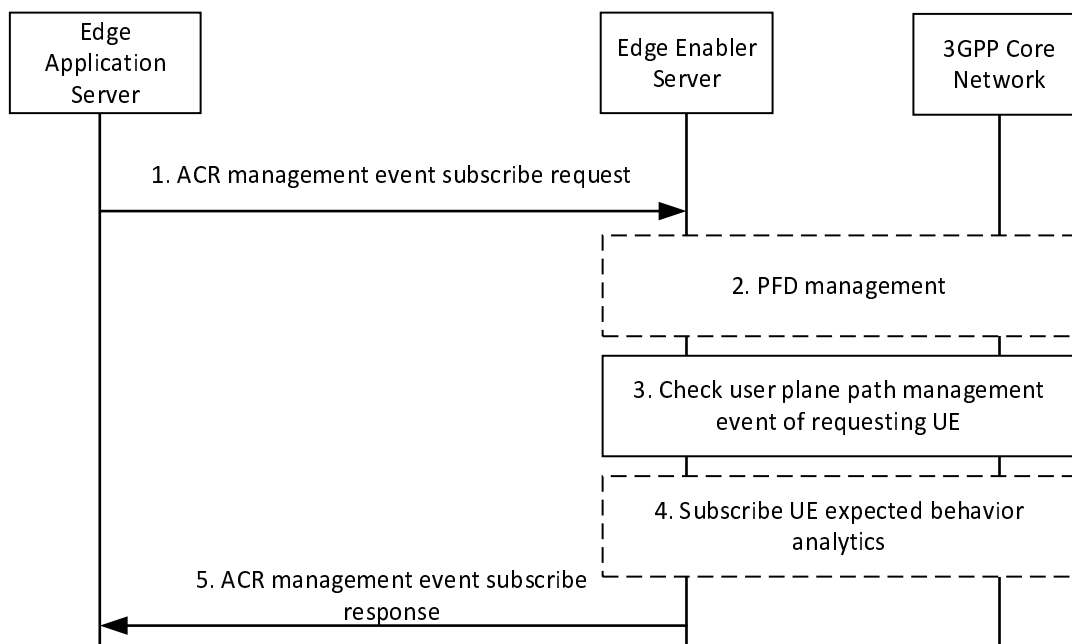 Edge
Application
Server
Edge Enabler
Server
3GPP Core
Network
1. ACR management event subscribe request
2. PFD management
3. Check user plane path management
event of requesting UE
4. Subscribe UE expected behavior
analytics
5. ACR management event subscribe
response